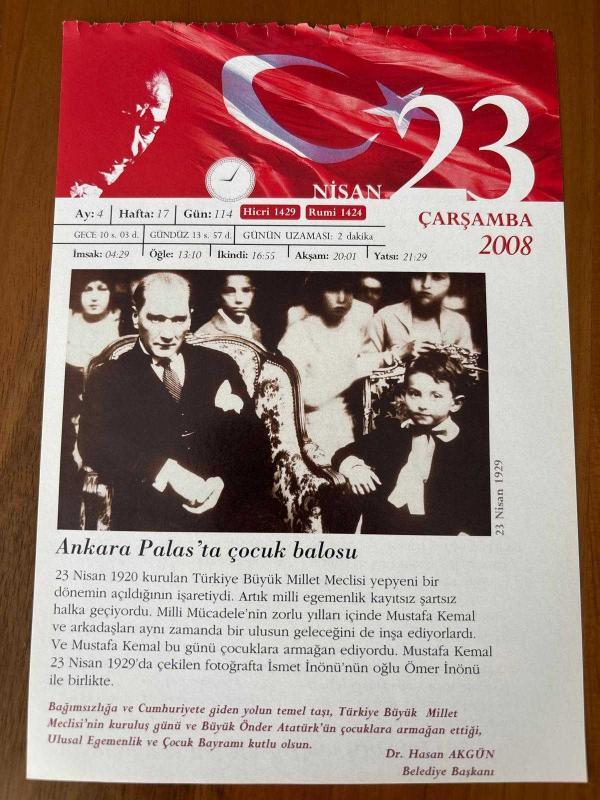 NİSAN 23
ÇARŞAMBA
2008
Ay: 4 Hafta: 17 Gün: 114 Hicri 1429 Rumi 1424
GECE 10 s. 03 d. GÜNDÜZ 13 s. 57 d. GÜNÜN UZAMASI: 2 dakika
İmsak: 04:29 Öğle: 13:10 İkindi: 16:55 Akşam: 20:01 Yatsı: 21:29
23 Nisan 1929
Ankara Palas'ta çocuk balosu
23 Nisan 1920 kurulan Türkiye Büyük Millet Meclisi yepyeni bir
dönemin açıldığının işaretiydi. Artık milli egemenlik kayıtsız şartsız
halka geçiyordu. Milli Mücadele'nin zorlu yılları içinde Mustafa Kemal
ve arkadaşları aynı zamanda bir ulusun geleceğini de inşa ediyorlardı.
Ve Mustafa Kemal bu günü çocuklara armağan ediyordu. Mustafa Kemal
23 Nisan 1929'da çekilen fotoğrafta İsmet İnönü'nün oğlu Ömer İnönü
ile birlikte.
Bağımsızlığa ve Cumhuriyete giden yolun temel taşı, Türkiye Büyük Millet
Meclisi'nin kuruluş günü ve Büyük Önder Atatürk'ün çocuklara armağan ettiği,
Ulusal Egemenlik ve Çocuk Bayramı kutlu olsun.
Dr. Hasan AKGÜN
Belediye Başkanı